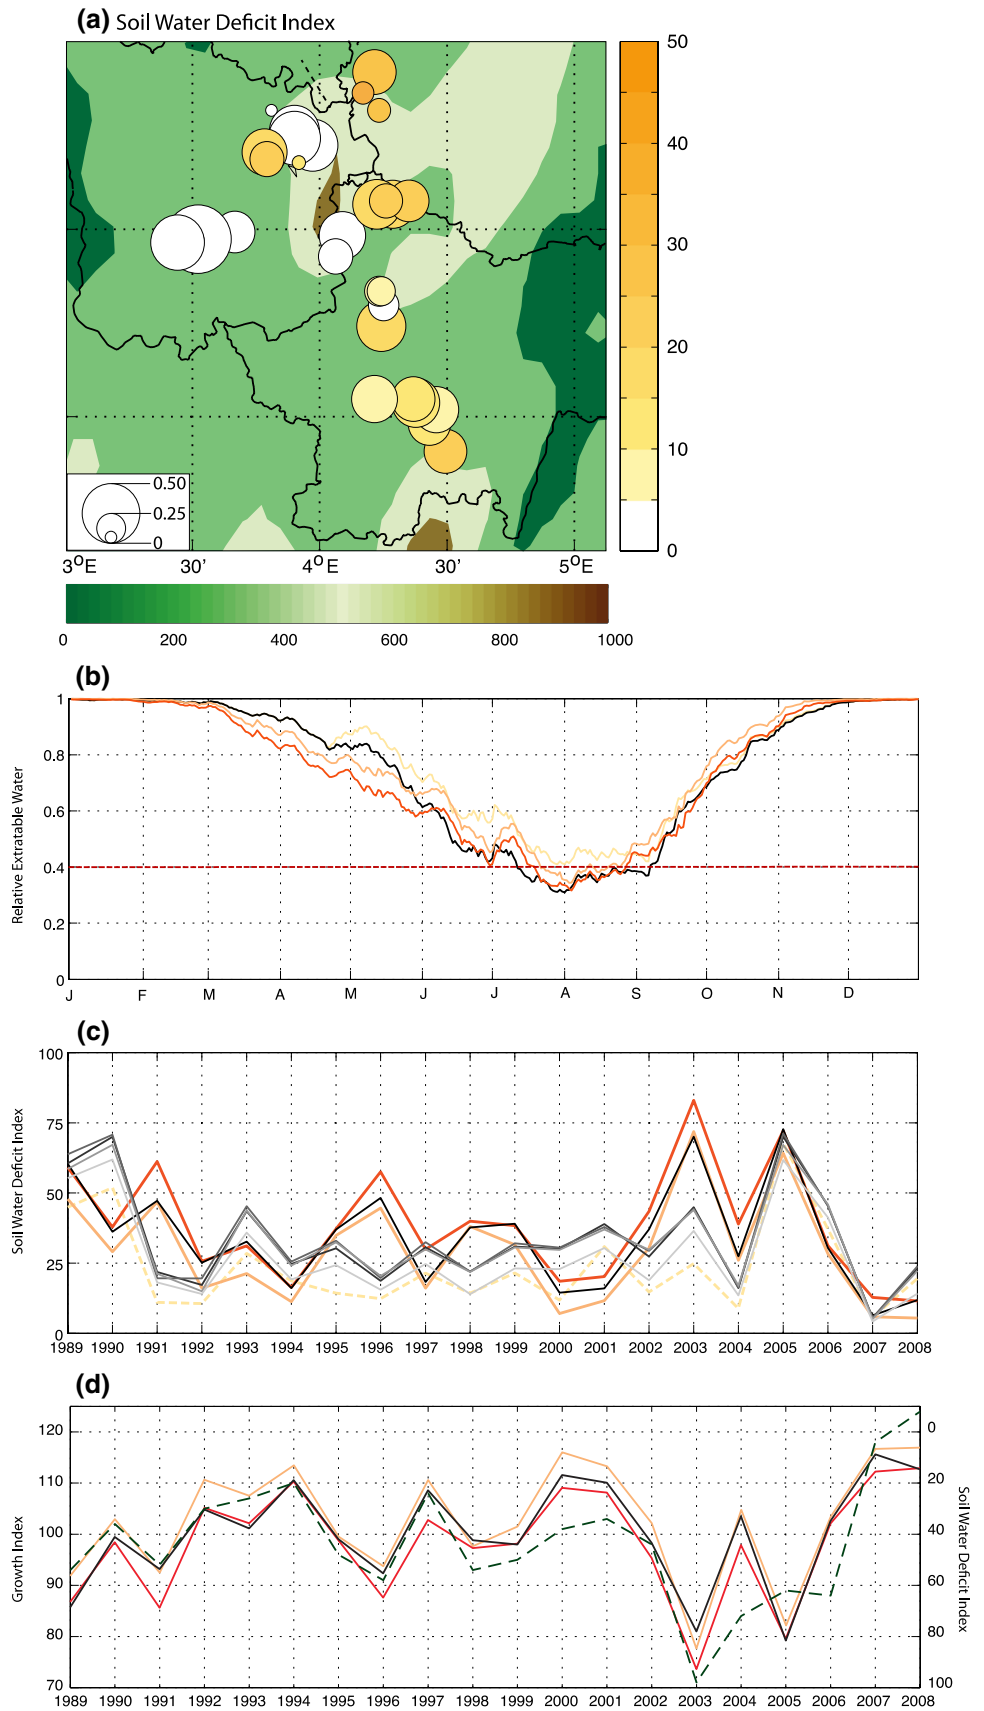 (a) Soil Water Deficit Index
50
40
30
20
10
0
0.50
0.25
0
3°E 30' 4°E 30' 5°E
0 200 400 600 800 1000
(b)
Relative Extratable Water
1
0.8
0.6
0.4
0.2
0
J F M A M J J A S O N D
(c)
Soil Water Deficit Index
100
75
50
25
0
1989 1990 1991 1992 1993 1994 1995 1996 1997 1998 1999 2000 2001 2002 2003 2004 2005 2006 2007 2008
(d)
Growth Index
120
110
100
90
80
70
0
20
40
60
80
100
Soil Water Deficit Index
1989 1990 1991 1992 1993 1994 1995 1996 1997 1998 1999 2000 2001 2002 2003 2004 2005 2006 2007 2008